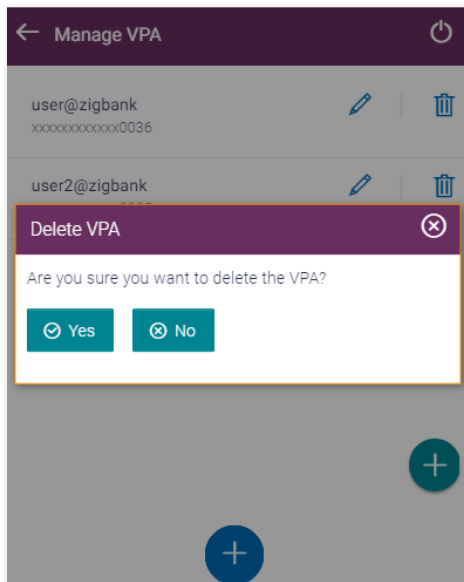 Manage VPA
user@zigbank
xxxxxxxxxxxx0036
user2@zigbank
Delete VPA
Are you sure you want to delete the VPA?
Yes
No